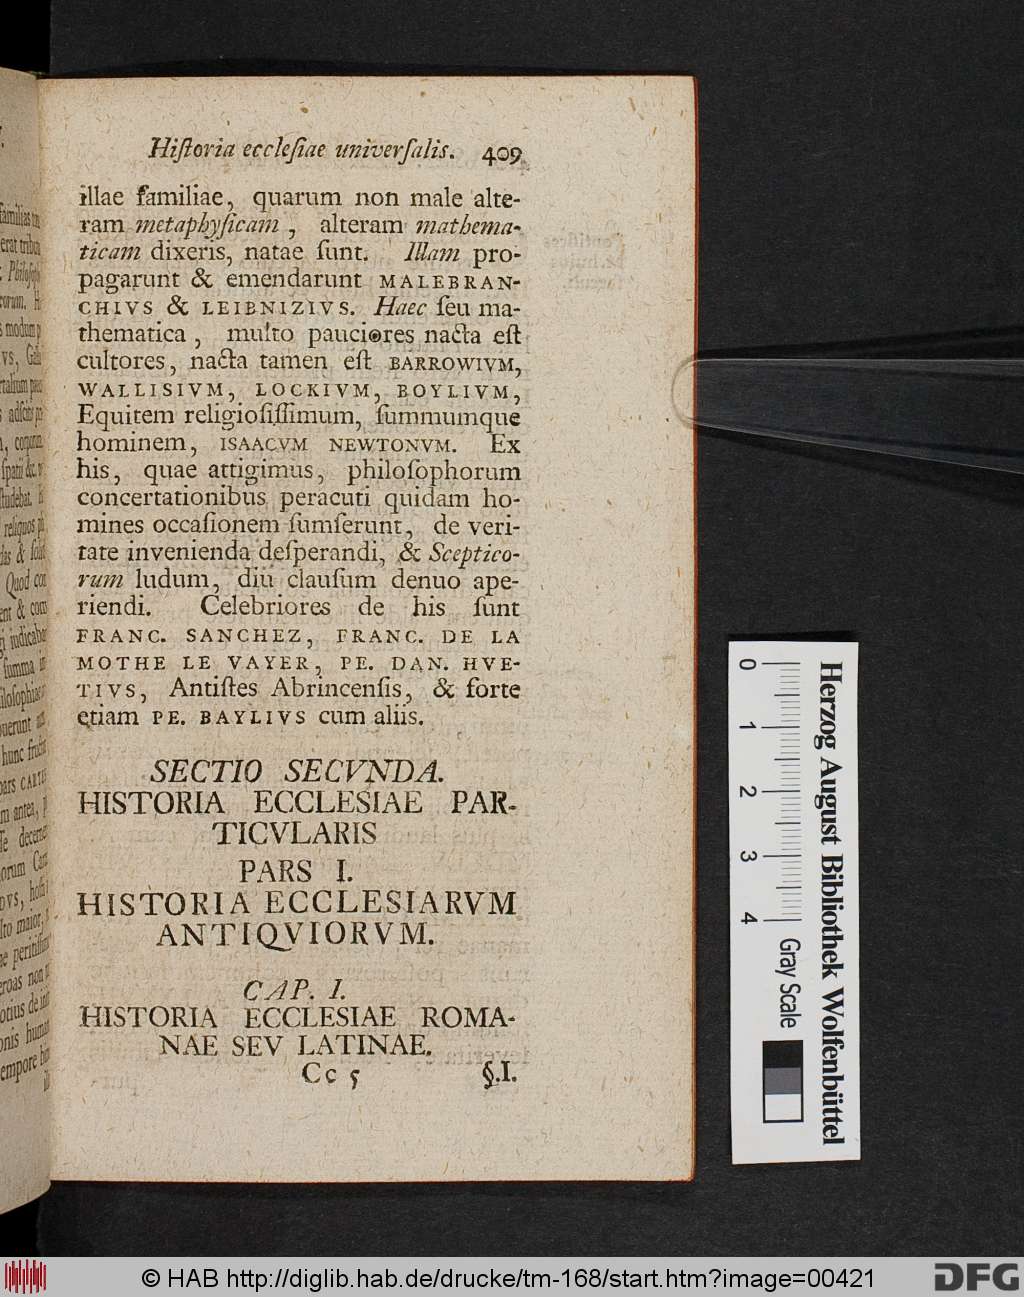 Hiſtoria eccleſiae univerſalis. 409
illae familiae, quarum non male alte-
ram metaphyſicam, alteram mathema-
ticam dixeris, natae ſunt. Illam pro-
pagarunt & emendarunt MALEBRAN-
CHIVS & LEIBNIZIVS. Haec ſeu ma-
thematica, multo pauciores nacta eſt
cultores, nacta tamen eſt BARROWIVM,
WALLISIVM, LOCKIVM, BOYLIVM,
Equitem religioſiſſimum, ſummumque
hominem, ISAACVM NEWTONVM. Ex
his, quae attigimus, philoſophorum
concertationibus peracuti quidam ho-
mines occaſionem ſumſerunt, de veri-
tate invenienda deſperandi, & Sceptico-
rum ludum, diu clauſum denuo ape-
riendi. Celebriores de his ſunt
FRANC. SANCHEZ, FRANC. DE LA
MOTHE LE VAYER, PE. DAN. HVE-
TIVS, Antiſtes Abrincenſis, & forte
etiam PE. BAYLIVS cum aliis.
SECTIO SECVNDA.
HISTORIA ECCLESIAE PAR-
TICVLARIS
PARS I.
HISTORIA ECCLESIARVM
ANTIQVIORVM.
CAP. I.
HISTORIA ECCLESIAE ROMA-
NAE SEV LATINAE.
Cc 5 §.I.
0 1 2 3 4 Gray Scale
Herzog August Bibliothek Wolfenbüttel
© HAB http://diglib.hab.de/drucke/tm-168/start.htm?image=00421
DFG